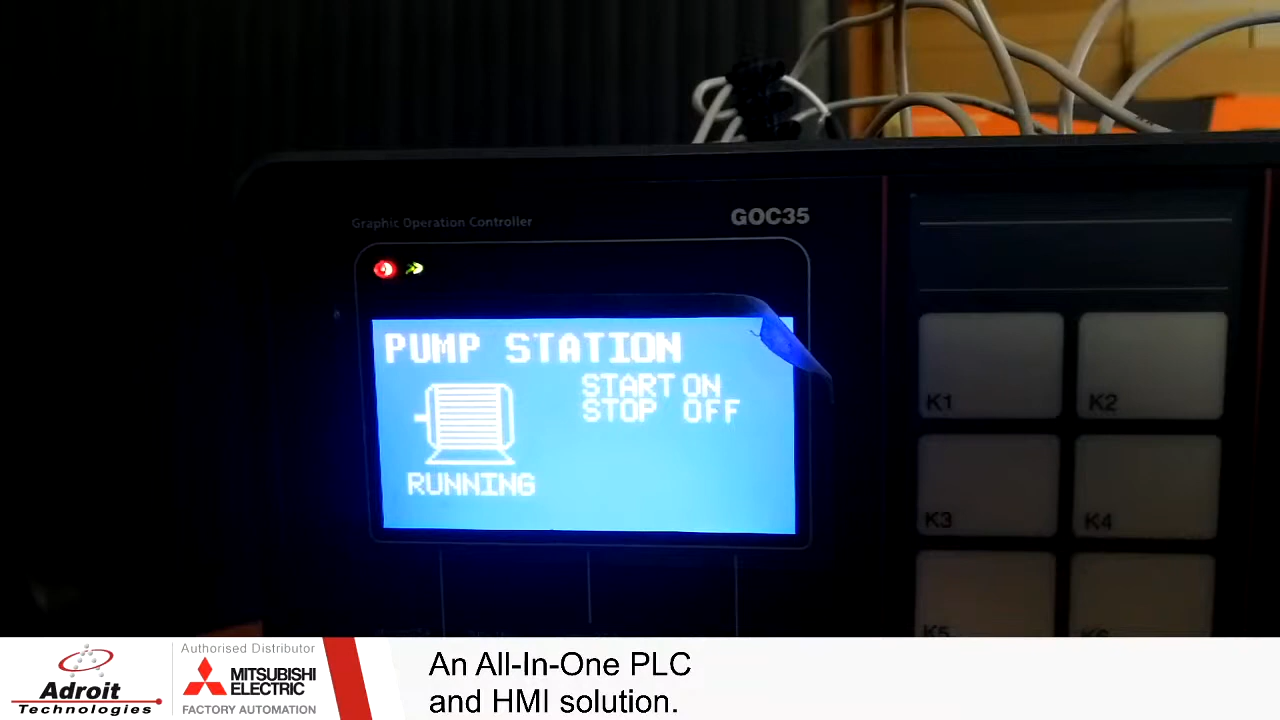 Graphic Operation Controller
GOC35
PUMP STATION
START ON
STOP OFF
RUNNING
K1
K2
K3
K4
K5
K6
Adroit
Technologies
Authorised Distributor
MITSUBISHI
ELECTRIC
FACTORY AUTOMATION
An All-In-One PLC
and HMI solution.